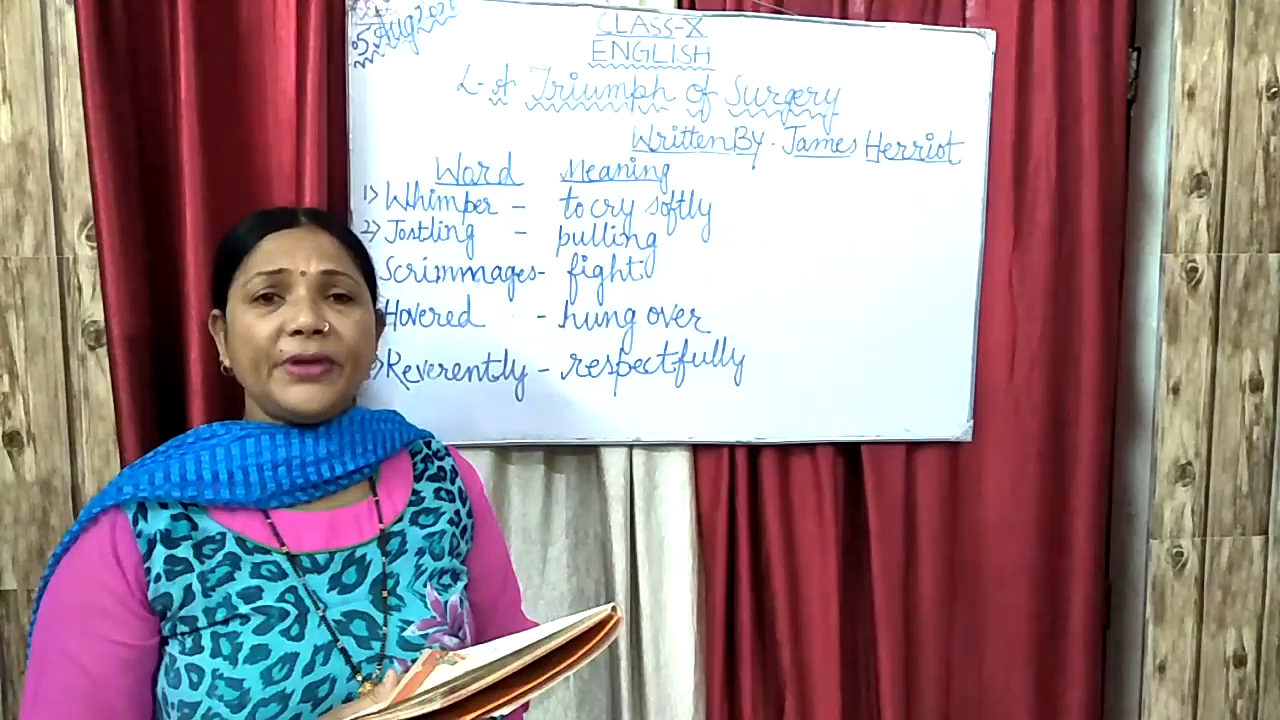 5 Aug 2021
CLASS-X
ENGLISH
L- A Triumph of Surgery
Written By. James Herriot
Word Meaning
1) Whimper - to cry softly
2) Jostling - pulling
Scrimmages- fight
Hovered - hung over
Reverently - respectfully